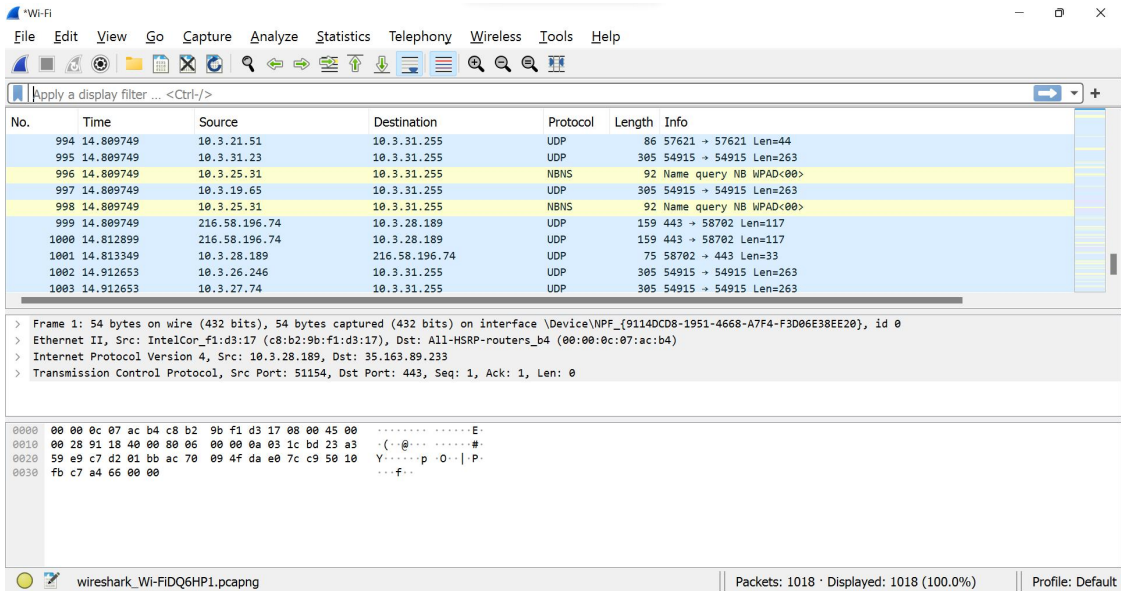 *Wi-Fi
File Edit View Go Capture Analyze Statistics Telephony Wireless Tools Help
Apply a display filter ... <Ctrl-/>
No. Time Source Destination Protocol Length Info
994 14.809749 10.3.21.51 10.3.31.255 UDP 86 57621 → 57621 Len=44
995 14.809749 10.3.31.23 10.3.31.255 UDP 305 54915 → 54915 Len=263
996 14.809749 10.3.25.31 10.3.31.255 NBNS 92 Name query NB WPAD<00>
997 14.809749 10.3.19.65 10.3.31.255 UDP 305 54915 → 54915 Len=263
998 14.809749 10.3.25.31 10.3.31.255 NBNS 92 Name query NB WPAD<00>
999 14.809749 216.58.196.74 10.3.28.189 UDP 159 443 → 58702 Len=117
1000 14.812899 216.58.196.74 10.3.28.189 UDP 159 443 → 58702 Len=117
1001 14.813349 10.3.28.189 216.58.196.74 UDP 75 58702 → 443 Len=33
1002 14.912653 10.3.26.246 10.3.31.255 UDP 305 54915 → 54915 Len=263
1003 14.912653 10.3.27.74 10.3.31.255 UDP 305 54915 → 54915 Len=263
> Frame 1: 54 bytes on wire (432 bits), 54 bytes captured (432 bits) on interface \Device\NPF_{9114DCD8-1951-4668-A7F4-F3D06E38EE20}, id 0
> Ethernet II, Src: IntelCor_f1:d3:17 (c8:b2:9b:f1:d3:17), Dst: All-HSRP-routers_b4 (00:00:0c:07:ac:b4)
> Internet Protocol Version 4, Src: 10.3.28.189, Dst: 35.163.89.233
> Transmission Control Protocol, Src Port: 51154, Dst Port: 443, Seq: 1, Ack: 1, Len: 0
0000 00 00 0c 07 ac b4 c8 b2 9b f1 d3 17 08 00 45 00 ········ ······E·
0010 00 28 91 18 40 00 80 06 00 00 0a 03 1c bd 23 a3 ·(··@··· ······#·
0020 59 e9 c7 d2 01 bb ac 70 09 4f da e0 7c c9 50 10 Y······p ·O··|·P·
0030 fb c7 a4 66 00 00 ···f··
wireshark_Wi-FiDQ6HP1.pcapng Packets: 1018 · Displayed: 1018 (100.0%) Profile: Default